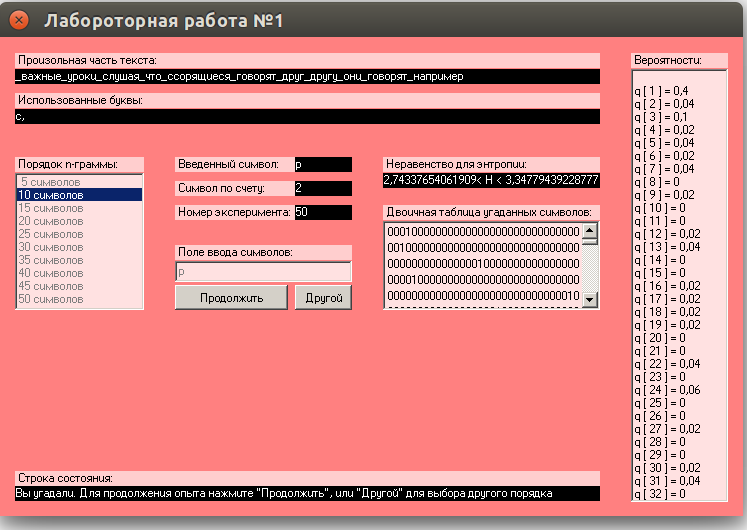 Лабороторная работа №1
Произольная часть текста:
_важные_уроки_слушая_что_ссорящиеся_говорят_друг_другу_они_говорят_например
Использованные буквы:
с,
Порядок n-граммы:
5 символов
10 символов
15 символов
20 символов
25 символов
30 символов
35 символов
40 символов
45 символов
50 символов
Введенный символ: р
Символ по счету: 2
Номер эксперимента: 50
Поле ввода символов:
р
Продолжить Другой
Неравенство для энтропии:
2,74337654061909< H < 3,34779439228777
Двоичная таблица угаданных символов:
00010000000000000000000000000000
00100000000000000000000000000000
00000000000000010000000000000000
00001000000000000000000000000000
00000000000000000000000000000010
Вероятности:
q [ 1 ] = 0,4
q [ 2 ] = 0,04
q [ 3 ] = 0,1
q [ 4 ] = 0,02
q [ 5 ] = 0,04
q [ 6 ] = 0,02
q [ 7 ] = 0,04
q [ 8 ] = 0
q [ 9 ] = 0,02
q [ 10 ] = 0
q [ 11 ] = 0
q [ 12 ] = 0,02
q [ 13 ] = 0,04
q [ 14 ] = 0
q [ 15 ] = 0
q [ 16 ] = 0,02
q [ 17 ] = 0,02
q [ 18 ] = 0,02
q [ 19 ] = 0,02
q [ 20 ] = 0
q [ 21 ] = 0
q [ 22 ] = 0,04
q [ 23 ] = 0
q [ 24 ] = 0,06
q [ 25 ] = 0
q [ 26 ] = 0
q [ 27 ] = 0,02
q [ 28 ] = 0
q [ 29 ] = 0
q [ 30 ] = 0,02
q [ 31 ] = 0,04
q [ 32 ] = 0
Строка состояния:
Вы угадали. Для продолжения опыта нажмите "Продолжить", или "Другой" для выбора другого порядка